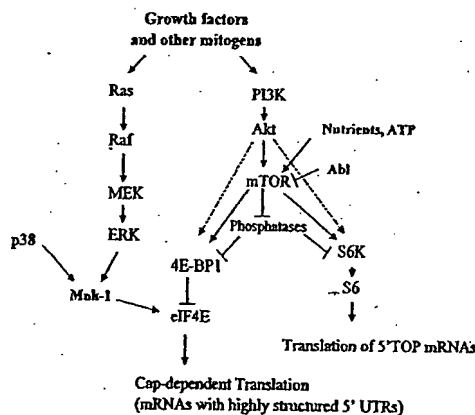 Growth factors
and other mitogens
Ras
PI3K
Raf
Akt
Nutrients, ATP
MEK
mTOR
Abl
ERK
Phosphatases
p38
4E-BP1
S6K
Mnk-1
eIF4E
S6
Translation of 5'TOP mRNAs
Cap-dependent Translation
(mRNAs with highly structured 5' UTRs)